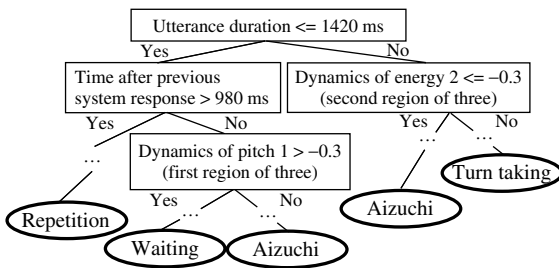 Utterance duration <= 1420 ms
Yes
No
Time after previous
system response > 980 ms
Dynamics of energy 2 <= −0.3
(second region of three)
Yes
No
Yes
No
...
Dynamics of pitch 1 > −0.3
(first region of three)
...
...
Turn taking
Yes
No
...
...
Repetition
Aizuchi
Waiting
Aizuchi